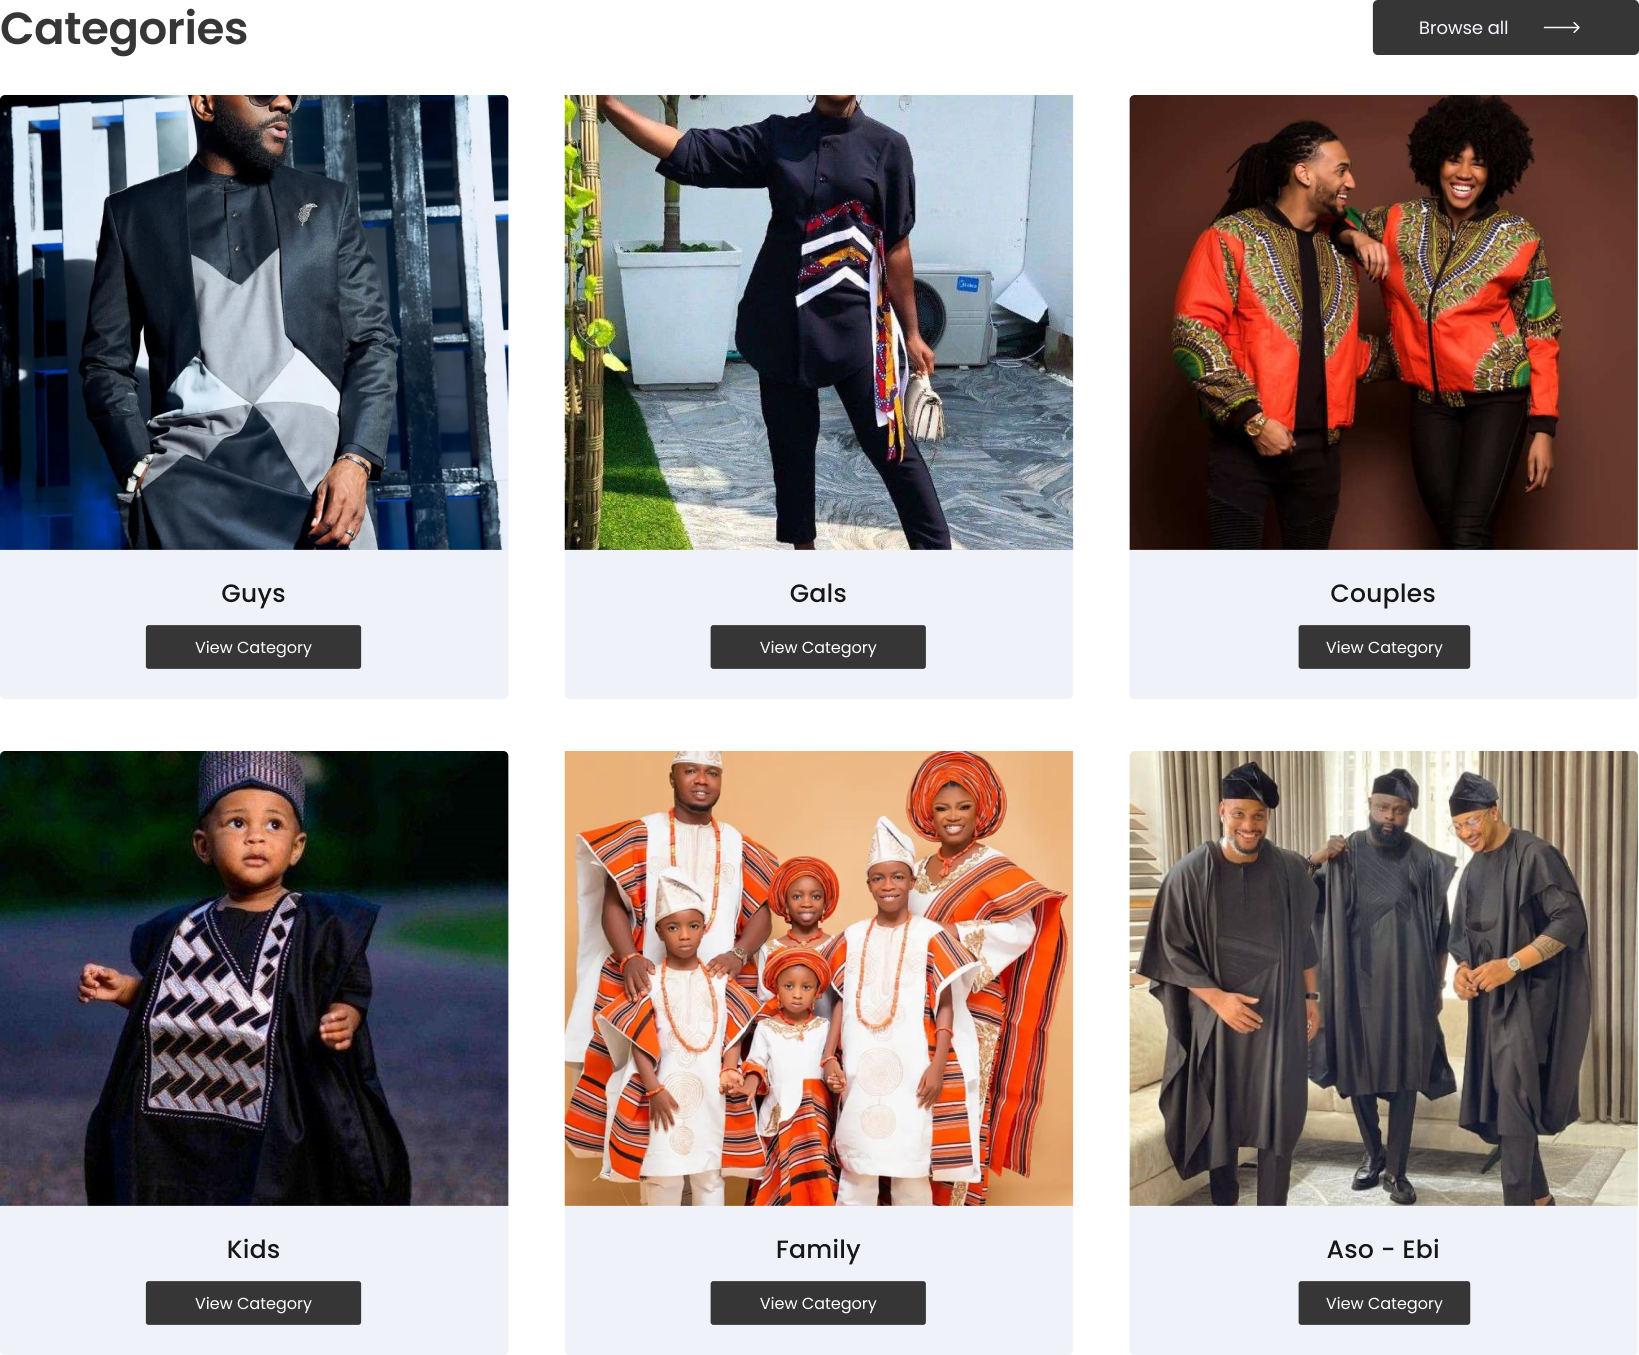 Categories
Browse all
Guys
Gals
Couples
View Category
View Category
View Category
Kids
Family
Aso - Ebi
View Category
View Category
View Category